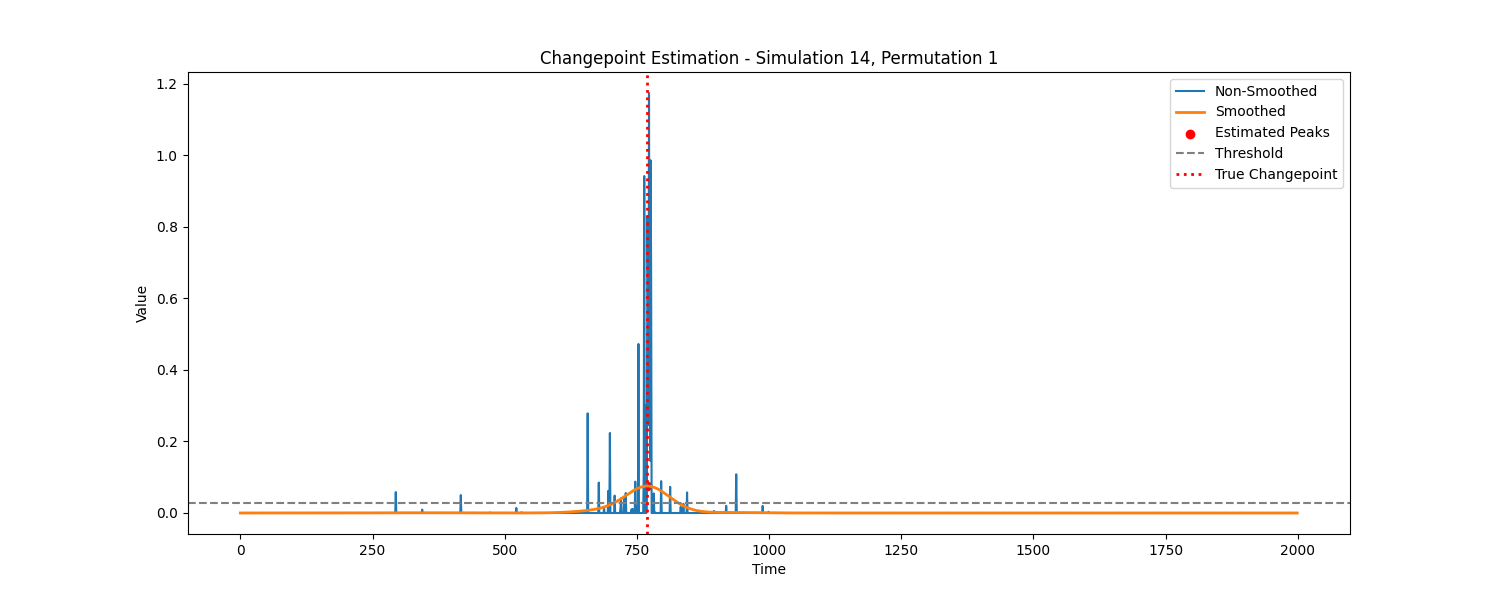 Changepoint Estimation - Simulation 14, Permutation 1
Value
1.2
1.0
0.8
0.6
0.4
0.2
0.0
Non-Smoothed
Smoothed
Estimated Peaks
Threshold
True Changepoint
0 250 500 750 1000 1250 1500 1750 2000
Time